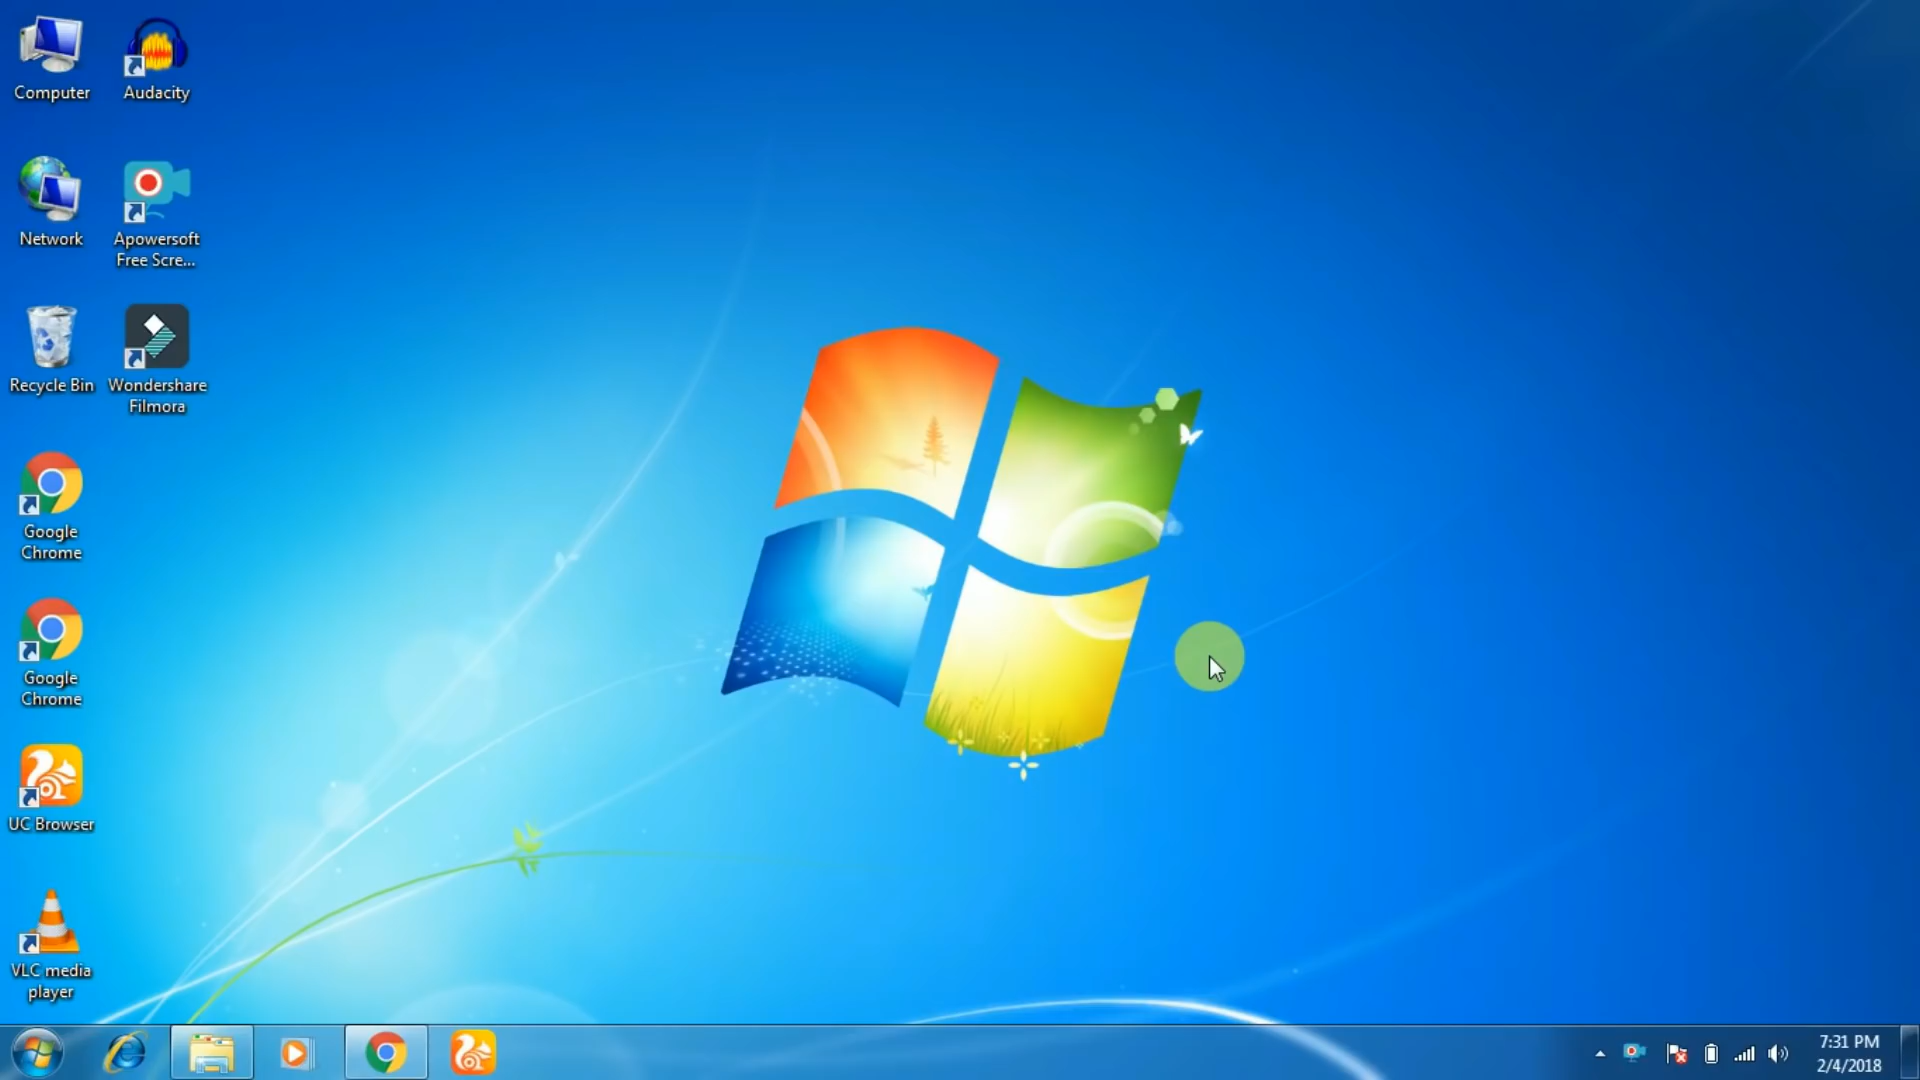 Computer
Audacity
Network
Apowersoft
Free Scre...
Recycle Bin
Wondershare
Filmora
Google
Chrome
Google
Chrome
UC Browser
VLC media
player
7:31 PM
2/4/2018